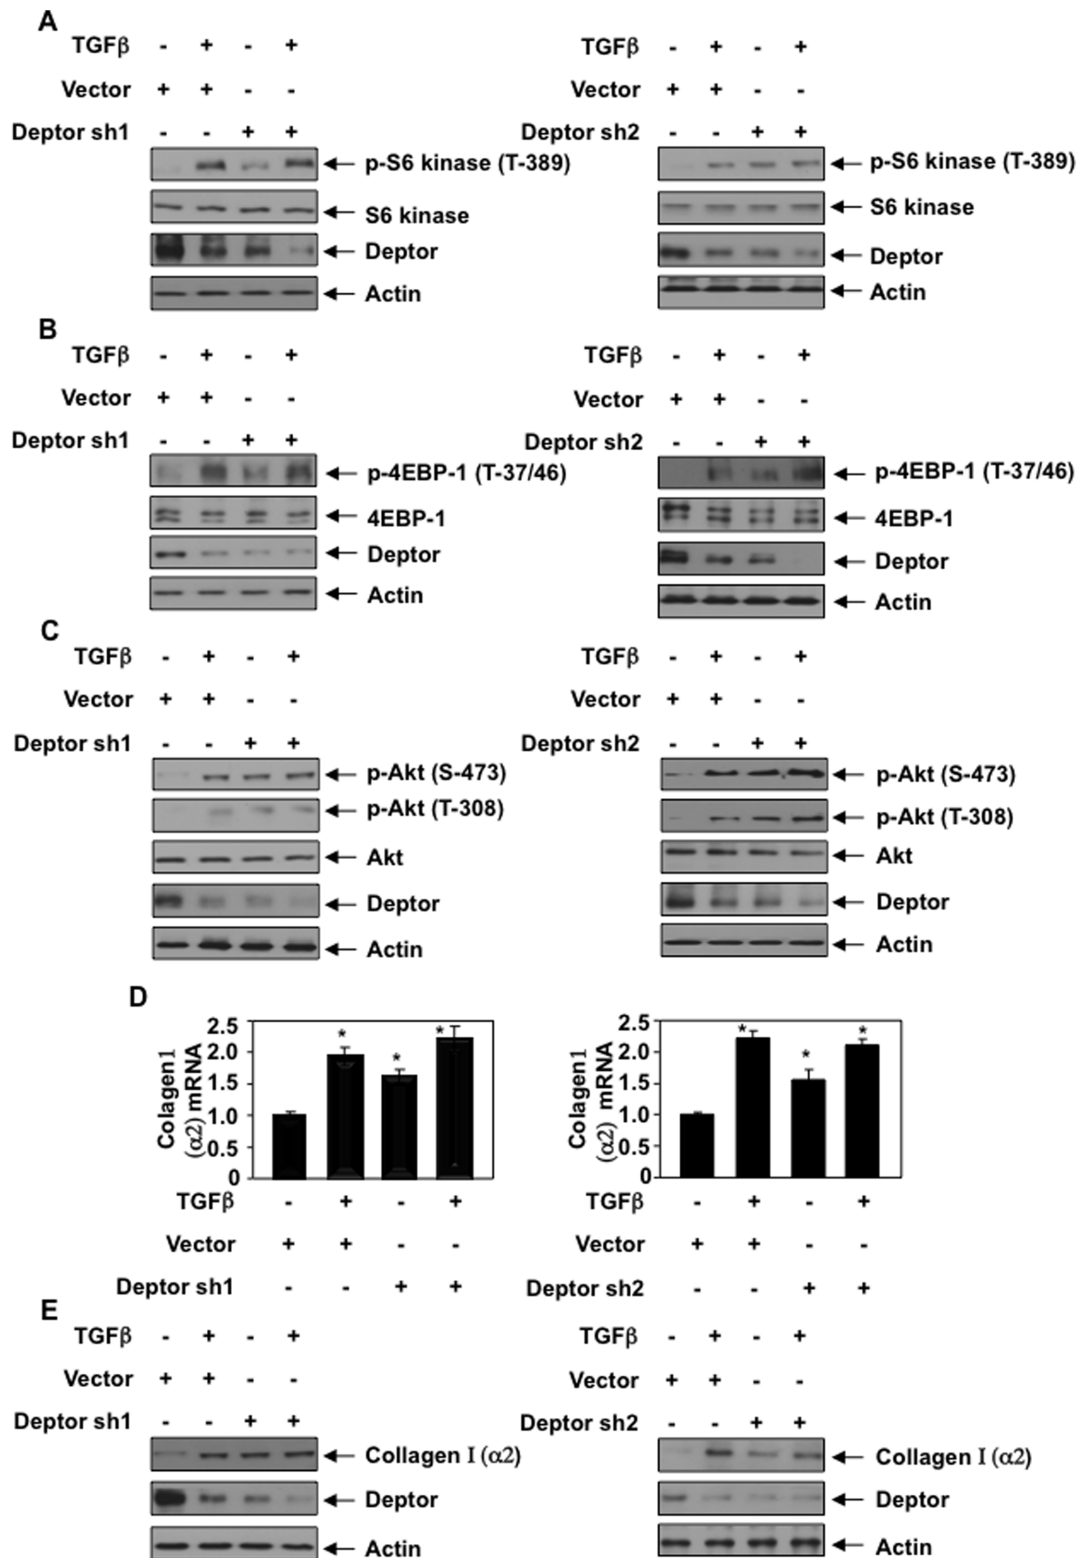 A
TGFβ - + - +
Vector + + - -
Deptor sh1 - - + +
p-S6 kinase (T-389)
S6 kinase
Deptor
Actin
TGFβ - + - +
Vector + + - -
Deptor sh2 - - + +
p-S6 kinase (T-389)
S6 kinase
Deptor
Actin
B
TGFβ - + - +
Vector + + - -
Deptor sh1 - - + +
p-4EBP-1 (T-37/46)
4EBP-1
Deptor
Actin
TGFβ - + - +
Vector + + - -
Deptor sh2 - - + +
p-4EBP-1 (T-37/46)
4EBP-1
Deptor
Actin
C
TGFβ - + - +
Vector + + - -
Deptor sh1 - - + +
p-Akt (S-473)
p-Akt (T-308)
Akt
Deptor
Actin
TGFβ - + - +
Vector + + - -
Deptor sh2 - - + +
p-Akt (S-473)
p-Akt (T-308)
Akt
Deptor
Actin
D
Colagen1
(α2) mRNA
2.5
2.0
1.5
1.0
0.5
0
* * *
TGFβ - + - +
Vector + + - -
Deptor sh1 - - + +
Colagen1
(α2) mRNA
2.5
2.0
1.5
1.0
0.5
0
* * *
TGFβ - + - +
Vector + + - -
Deptor sh2 - - + +
E
TGFβ - + - +
Vector + + - -
Deptor sh1 - - + +
Collagen I (α2)
Deptor
Actin
TGFβ - + - +
Vector + + - -
Deptor sh2 - - + +
Collagen I (α2)
Deptor
Actin